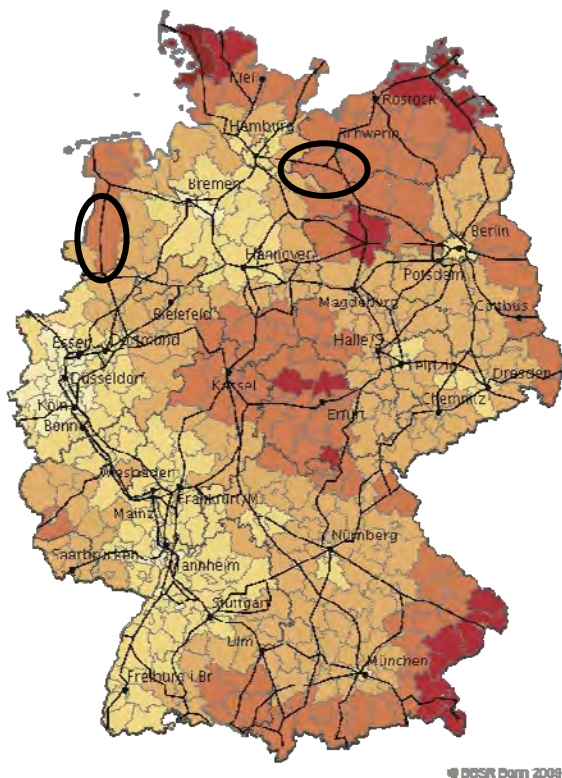 Kiel
Rostock
Hamburg
Schwerin
Bremen
Berlin
Hannover
Potsdam
Magdeburg
Bielefeld
Cottbus
Essen
Dortmund
Halle/S
Leipzig
Düsseldorf
Kassel
Dresden
Köln
Erfurt
Chemnitz
Bonn
Wiesbaden
Frankfurt/M.
Mainz
Nürnberg
Saarbrücken
Mannheim
Stuttgart
Ulm
München
Freiburg i.Br
© BBSR Bonn 2009